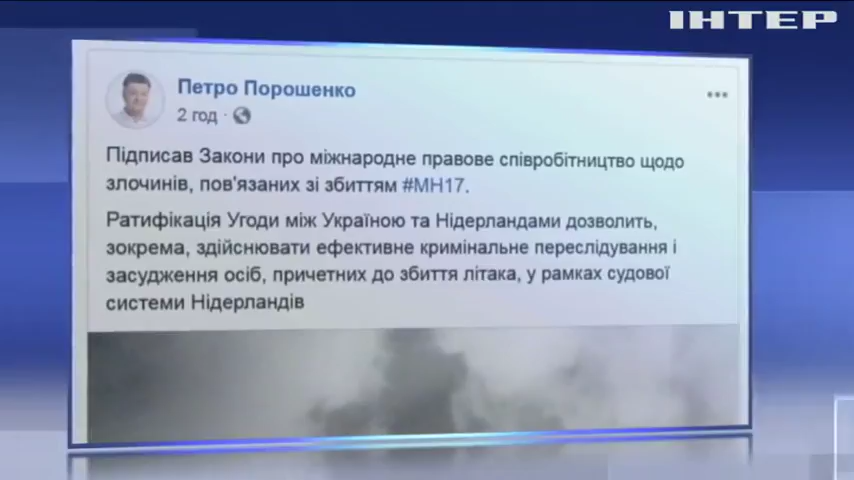 ІНТЕР
Петро Порошенко
2 год ·
Підписав Закони про міжнародне правове співробітництво щодо
злочинів, пов'язаних зі збиттям #MH17.
Ратифікація Угоди між Україною та Нідерландами дозволить,
зокрема, здійснювати ефективне кримінальне переслідування і
засудження осіб, причетних до збиття літака, у рамках судової
системи Нідерландів